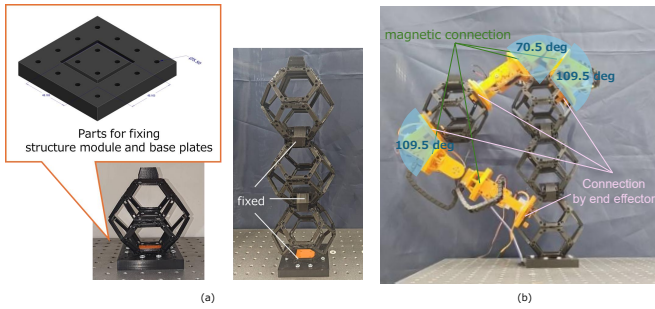 Parts for fixing
structure module and base plates
fixed
(a)
magnetic connection
70.5 deg
109.5 deg
109.5 deg
Connection
by end effector
(b)